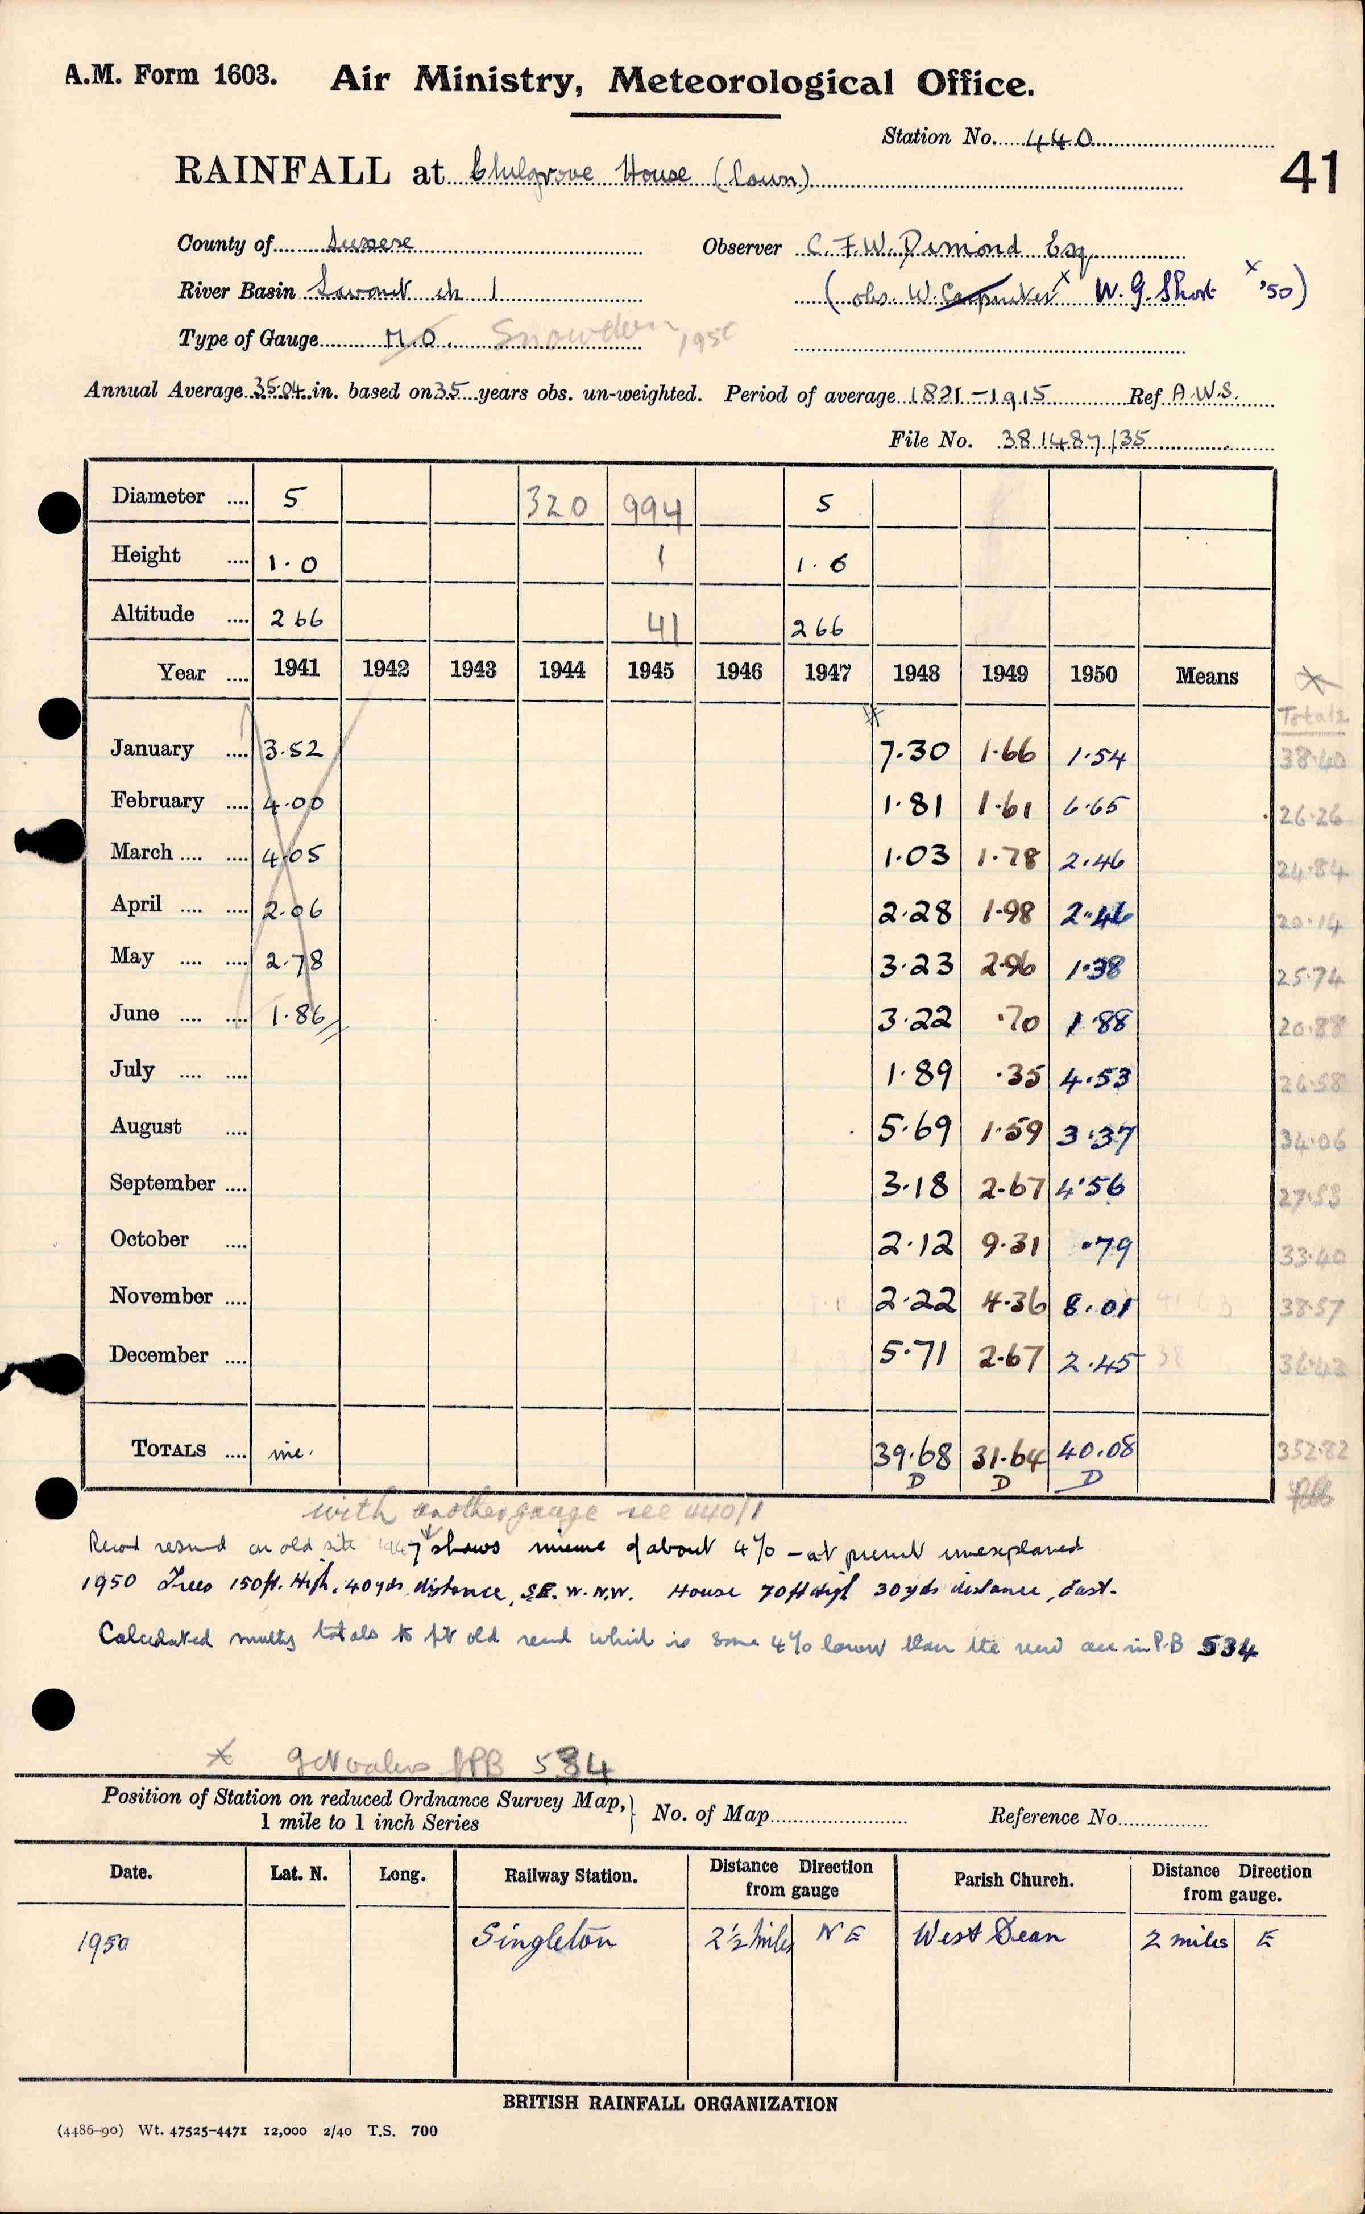 A.M. Form 1603. Air Ministry, Meteorological Office.
Station No. 440
41
RAINFALL at Chilgrove House (Lawn)
County of Sussex Observer C.F.W. Dimond Esq
River Basin Lavant ch 1 (obs. W. Carpenter x W. G. Short x '50)
Type of Gauge M.O. Snowdon 1950
Annual Average 35.04 in. based on 35 years obs. un-weighted. Period of average 1881-1915 Ref A.W.S.
File No. 381487/35
Diameter .... 5 320 994 5
Height .... 1.0 1 1.0
Altitude .... 266 41 266
Year .... 1941 1942 1943 1944 1945 1946 1947 1948 1949 1950 Means
Totals
January .... 3.52 7.30 1.66 1.54 38.40
February .... 4.00 1.81 1.61 6.65 26.26
March .... .... 4.05 1.03 1.78 2.46 24.84
April .... .... 2.06 2.28 1.98 2.46 20.14
May .... .... 2.78 3.23 2.96 1.38 25.74
June .... .... 1.86 3.22 .70 1.88 20.88
July .... .... 1.89 .35 4.53 26.58
August .... 5.69 1.59 3.37 34.06
September .... 3.18 2.67 4.56 27.53
October .... 2.12 9.31 .79 33.40
November .... 2.22 4.36 8.01 38.57
December .... 5.71 2.67 2.45 38 36.42
TOTALS .... inc. 39.68 31.64 40.08 352.82
D D D
with another gauge see 440/1
Record resumed on old site 1947 shows minus of about 4% - at present unexplained
1950 Trees 150ft. High, 40yds distance, SE. W. N.W. House 70ft high 30yds distance, East.
Calculated monthly totals to fit old record which is some 4% lower than the new are in P.B 534
x Get values f PB 534
Position of Station on reduced Ordnance Survey Map, 1 mile to 1 inch Series } No. of Map Reference No.
Date. Lat. N. Long. Railway Station. Distance Direction from gauge Parish Church. Distance Direction from gauge.
1950 Singleton 2½ miles NE West Dean 2 miles E
BRITISH RAINFALL ORGANIZATION
(4486-90) Wt. 47525-4471 12,000 2/40 T.S. 700